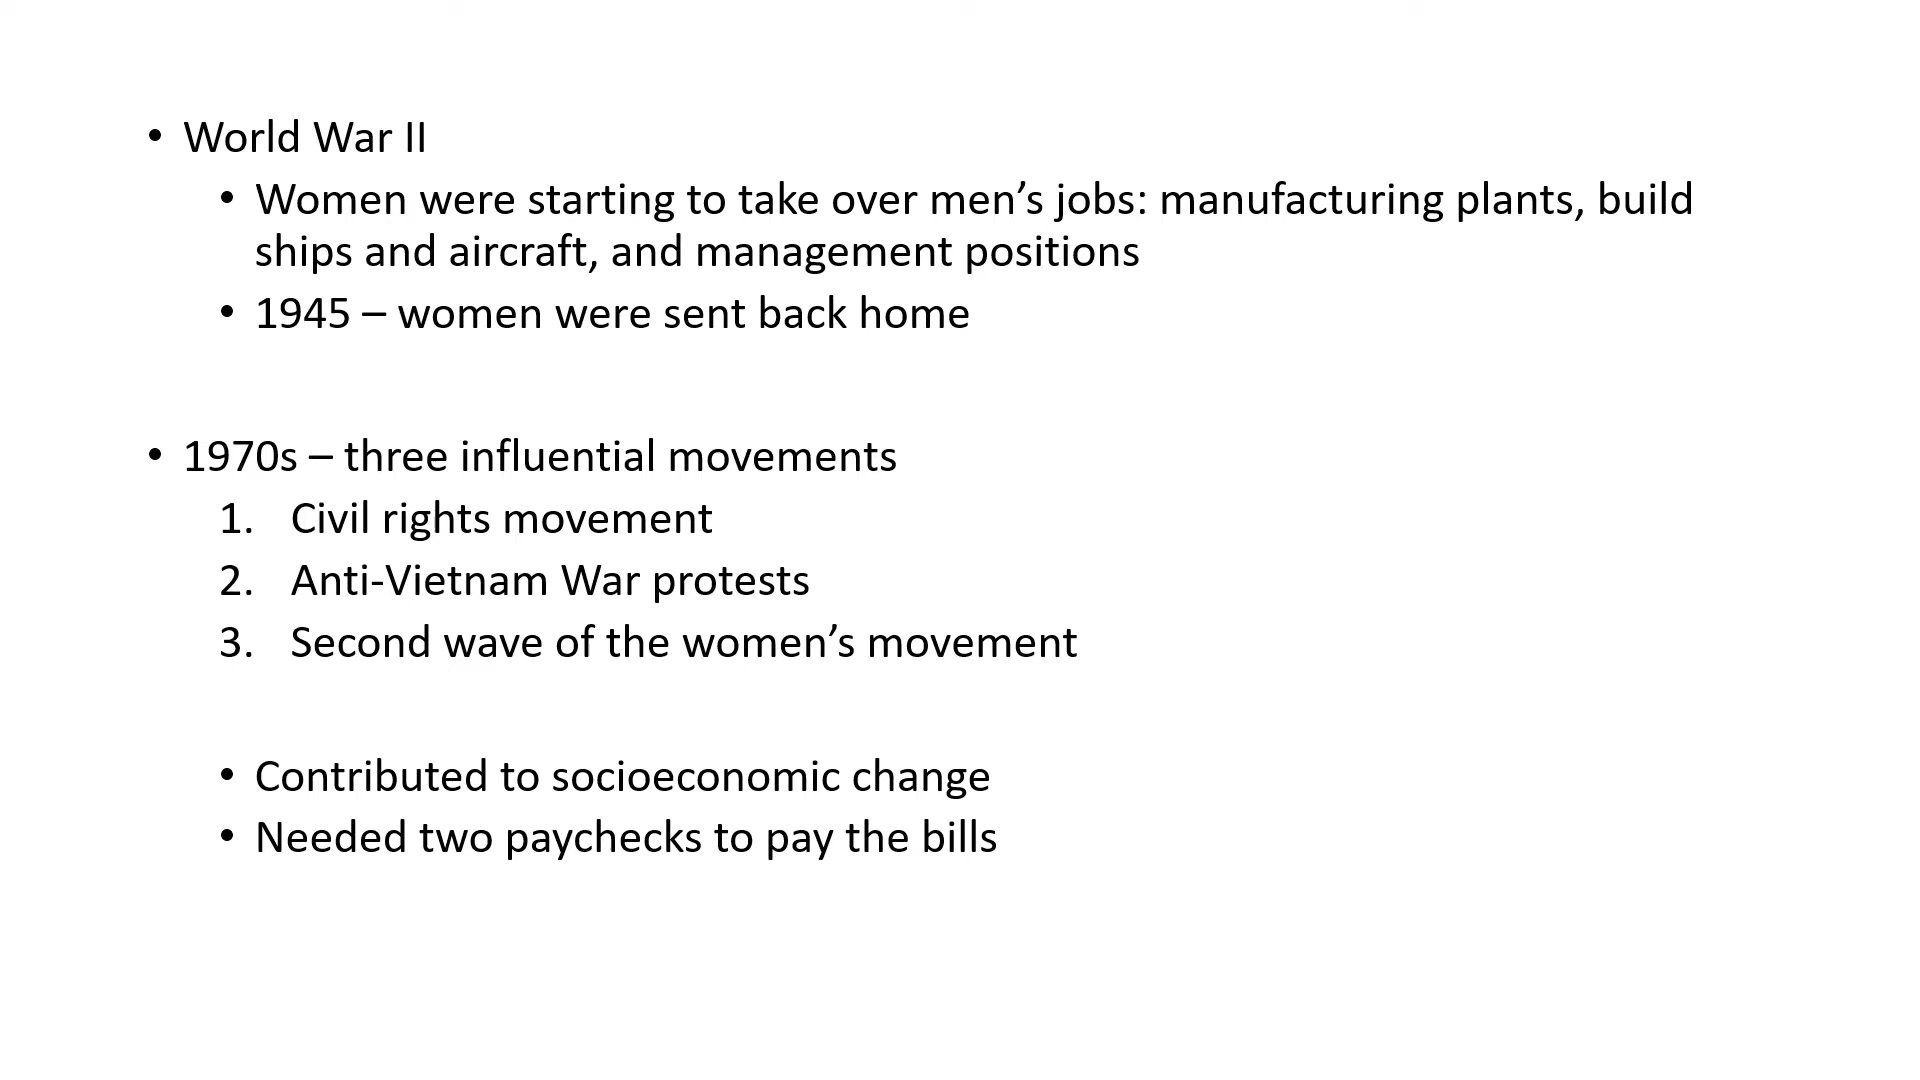 • World War II
• Women were starting to take over men’s jobs: manufacturing plants, build
ships and aircraft, and management positions
• 1945 – women were sent back home
• 1970s – three influential movements
1. Civil rights movement
2. Anti-Vietnam War protests
3. Second wave of the women’s movement
• Contributed to socioeconomic change
• Needed two paychecks to pay the bills